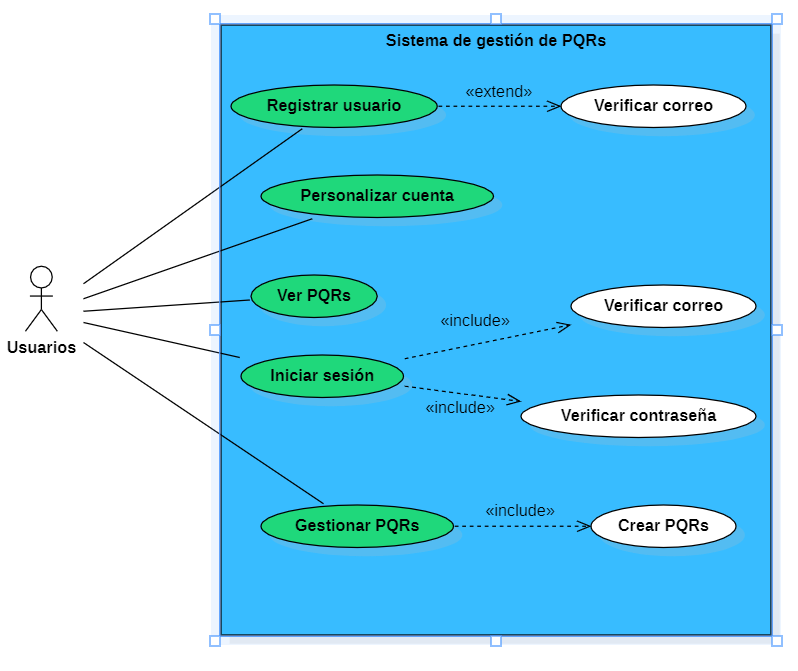 Sistema de gestión de PQRs
«extend»
Registrar usuario
Verificar correo
Personalizar cuenta
Ver PQRs
Verificar correo
«include»
Usuarios
Iniciar sesión
«include»
Verificar contraseña
«include»
Gestionar PQRs
Crear PQRs